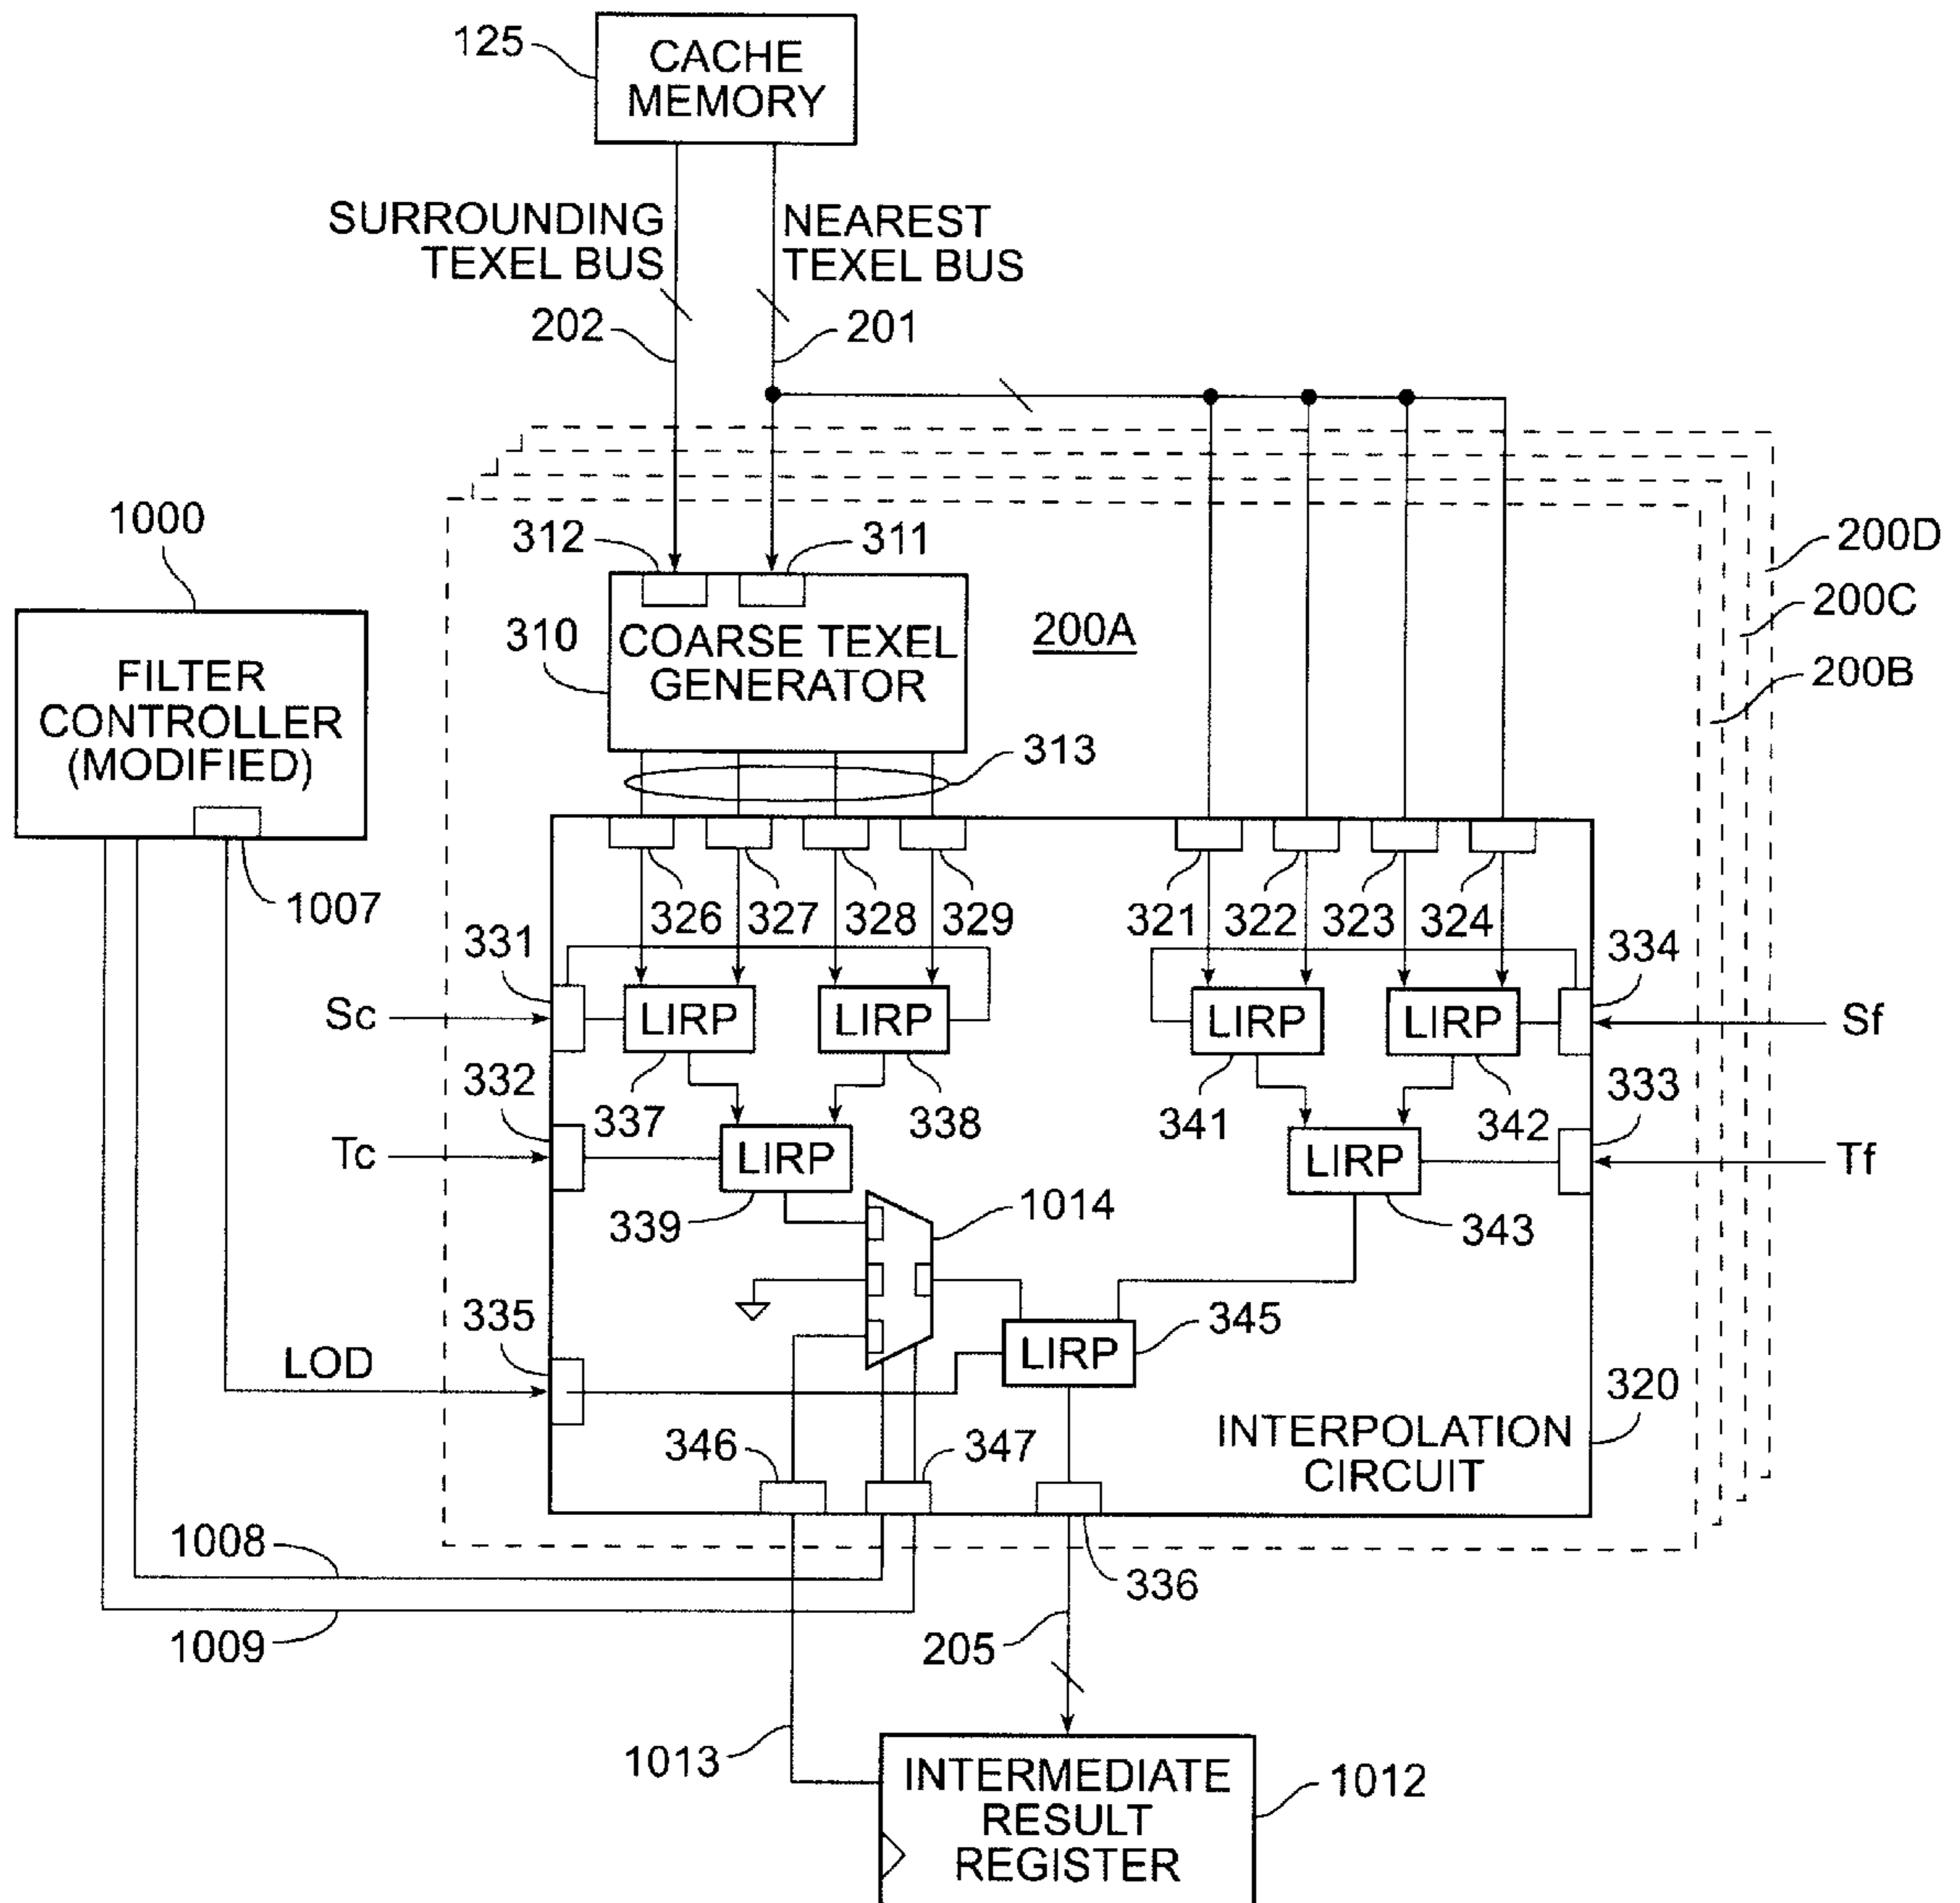 125
CACHE
MEMORY
SURROUNDING
TEXEL BUS
NEAREST
TEXEL BUS
202
201
1000
312
311
200D
200C
200B
200A
310
COARSE TEXEL
GENERATOR
FILTER
CONTROLLER
(MODIFIED)
313
1007
326
327
328
329
321
322
323
324
331
334
Sc
LIRP
LIRP
LIRP
LIRP
Sf
332
337
338
341
342
333
Tc
LIRP
LIRP
Tf
339
1014
343
335
LOD
LIRP
345
320
346
347
INTERPOLATION
CIRCUIT
1008
336
1009
205
1013
INTERMEDIATE
RESULT
REGISTER
1012